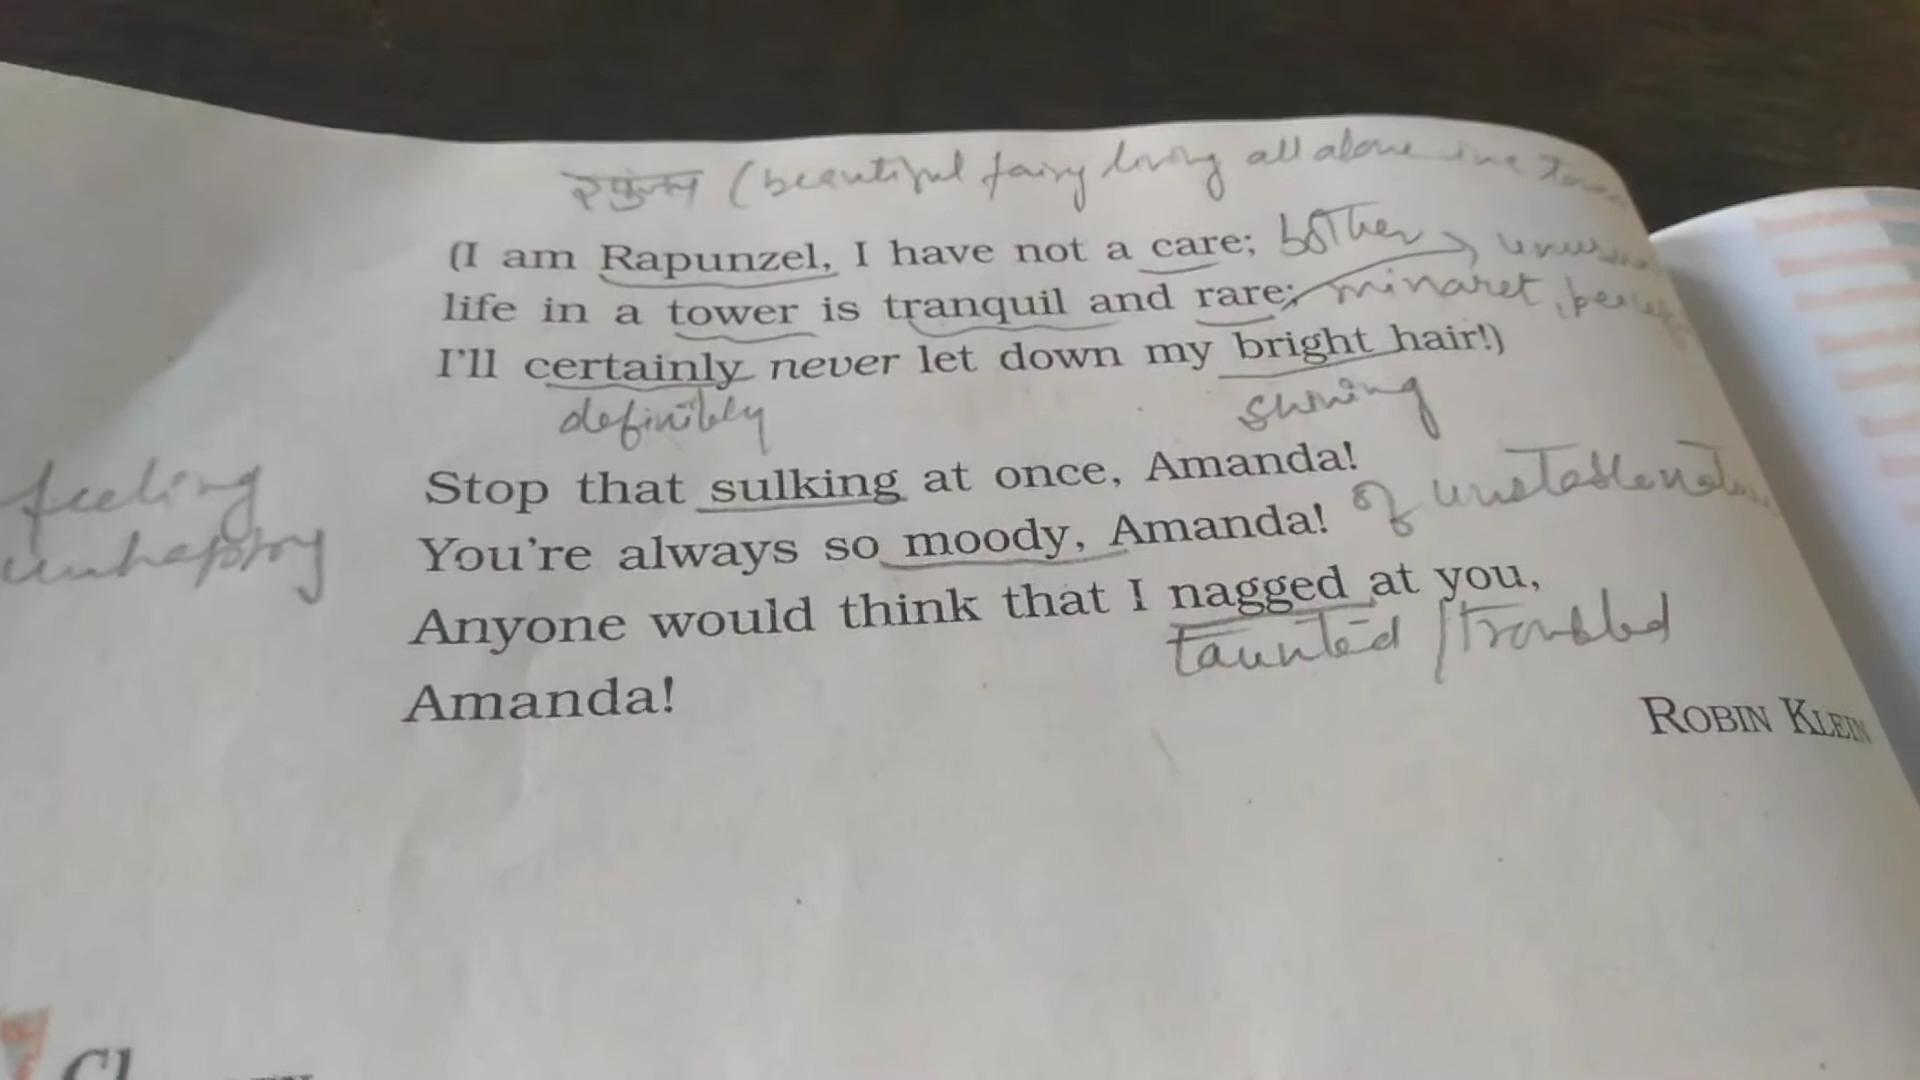 (beautiful fairy living all alone in a
(I am Rapunzel, I have not a care; bother
life in a tower is tranquil and rare; minaret,
I'll certainly never let down my bright hair!)
definitely shining
Stop that sulking at once, Amanda!
feeling
unhappy
You're always so moody, Amanda! of unstable
Anyone would think that I nagged at you,
taunted / troubled
Amanda!
ROBIN KLEIN